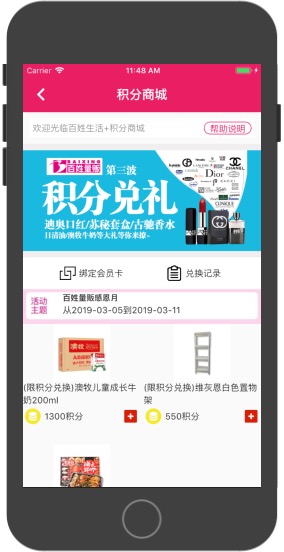 Carrier
11:48 AM
积分商城
欢迎光临百姓生活+积分商城
帮助说明
BAIXING
百姓量贩
第三波
积分兑礼
迪奥口红/苏秘套盒/古驰香水
日清油/澳牧牛奶等大礼等你来撩~
Dior
CHANEL
CLINIQUE
绑定会员卡
兑换记录
活动
主题
百姓量贩感恩月
从2019-03-05到2019-03-11
(限积分兑换)澳牧儿童成长牛
奶200ml
1300积分
(限积分兑换)维灰恩白色置物
架
550积分